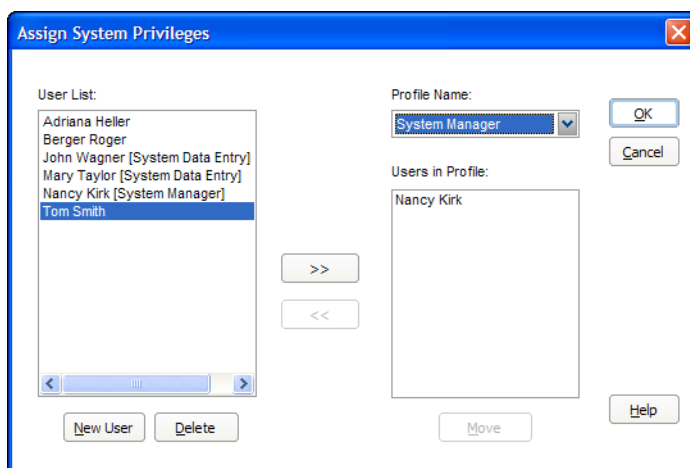 Assign System Privileges
User List:
Adriana Heller
Berger Roger
John Wagner [System Data Entry]
Mary Taylor [System Data Entry]
Nancy Kirk [System Manager]
Tom Smith
New User
Delete
>>
<<
Profile Name:
System Manager
Users in Profile:
Nancy Kirk
Move
OK
Cancel
Help